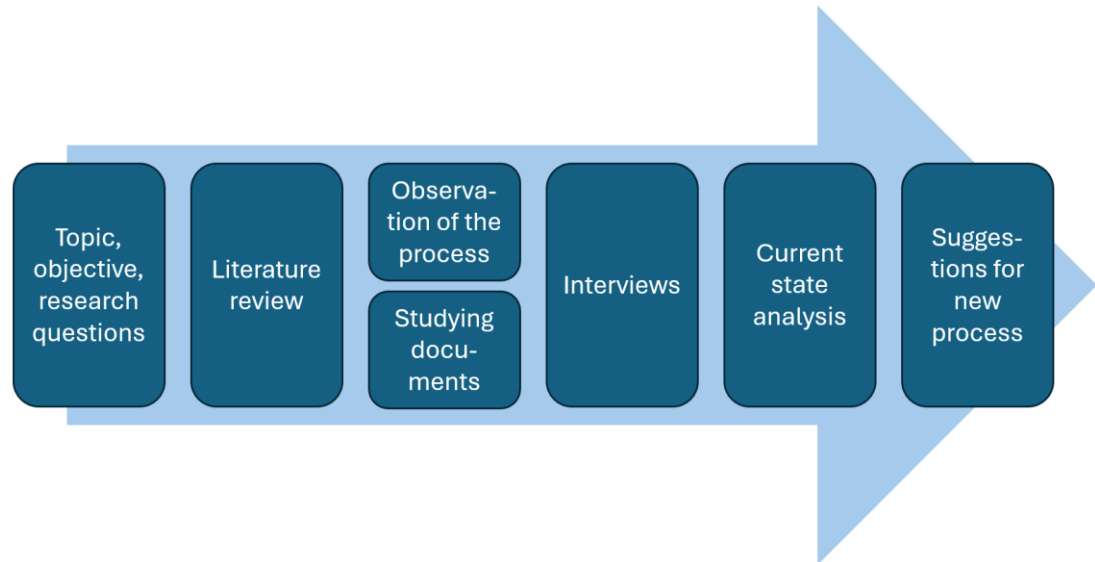 Topic,
objective,
research
questions
Literature
review
Observa-
tion of the
process
Studying
docu-
ments
Interviews
Current
state
analysis
Sugges-
tions for
new
process